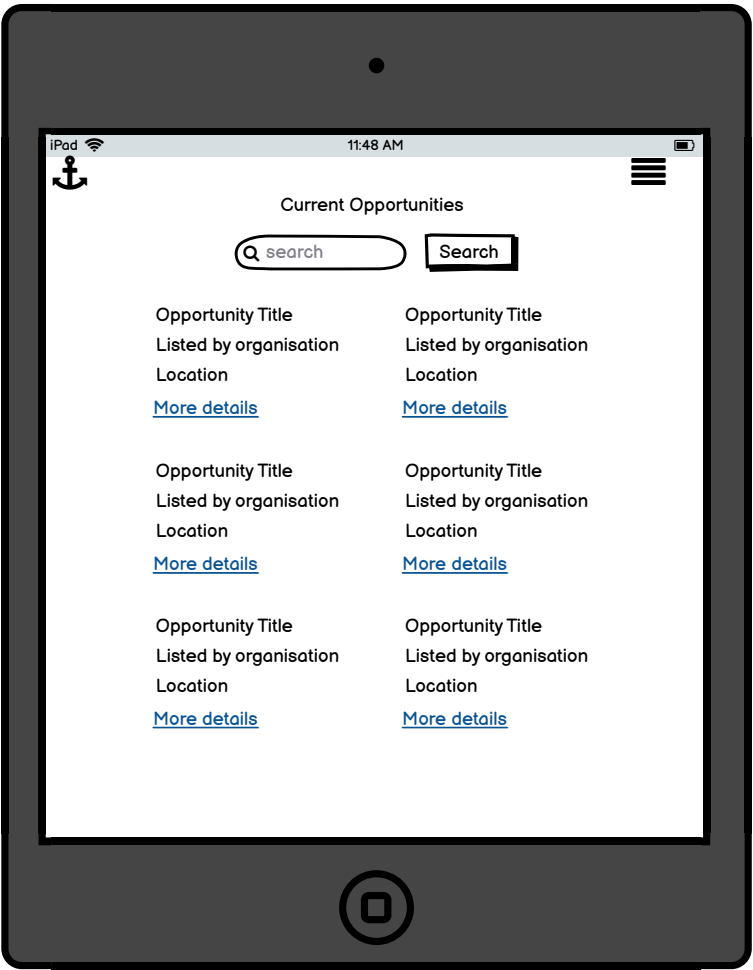 iPad 11:48 AM
Current Opportunities
search Search
Opportunity Title Opportunity Title
Listed by organisation Listed by organisation
Location Location
More details More details
Opportunity Title Opportunity Title
Listed by organisation Listed by organisation
Location Location
More details More details
Opportunity Title Opportunity Title
Listed by organisation Listed by organisation
Location Location
More details More details